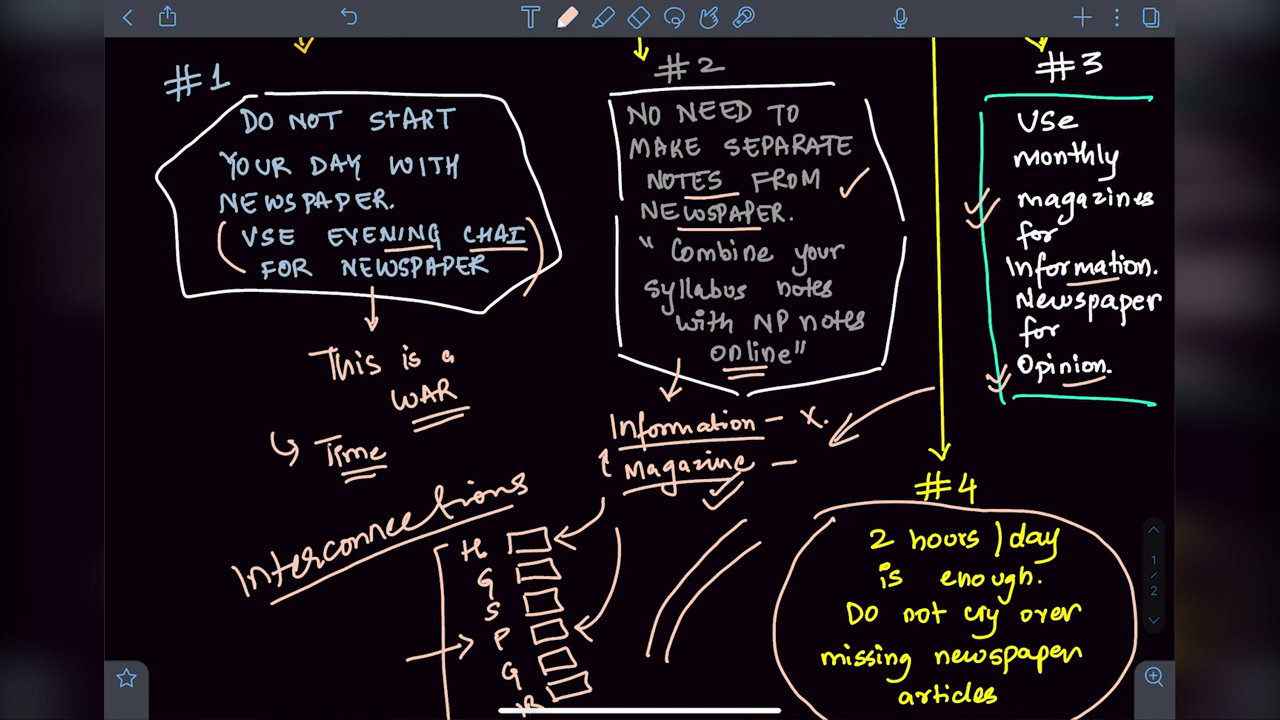 #1
DO NOT START
YOUR DAY WITH
NEWSPAPER.
(USE EVENING CHAI
FOR NEWSPAPER)
This is a
WAR
Time
Interconnections
#2
NO NEED TO
MAKE SEPARATE
NOTES FROM
NEWSPAPER.
"Combine your
syllabus notes
with NP notes
online"
Information - x.
Magazine -
H
G
S
P
G
#3
Use
monthly
magazines
for
Information.
Newspaper
for
Opinion.
#4
2 hours/day
is enough.
Do not cry over
missing newspaper
articles
1/2